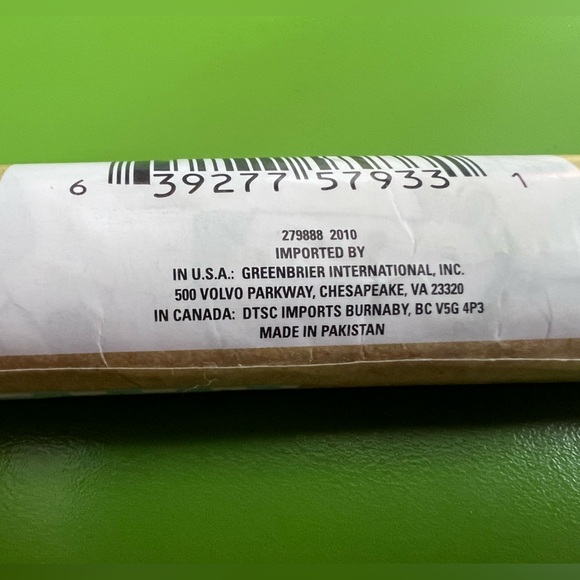 6 39277 57933 1
279888 2010
IMPORTED BY
IN U.S.A.: GREENBRIER INTERNATIONAL, INC.
500 VOLVO PARKWAY, CHESAPEAKE, VA 23320
IN CANADA: DTSC IMPORTS BURNABY, BC V5G 4P3
MADE IN PAKISTAN